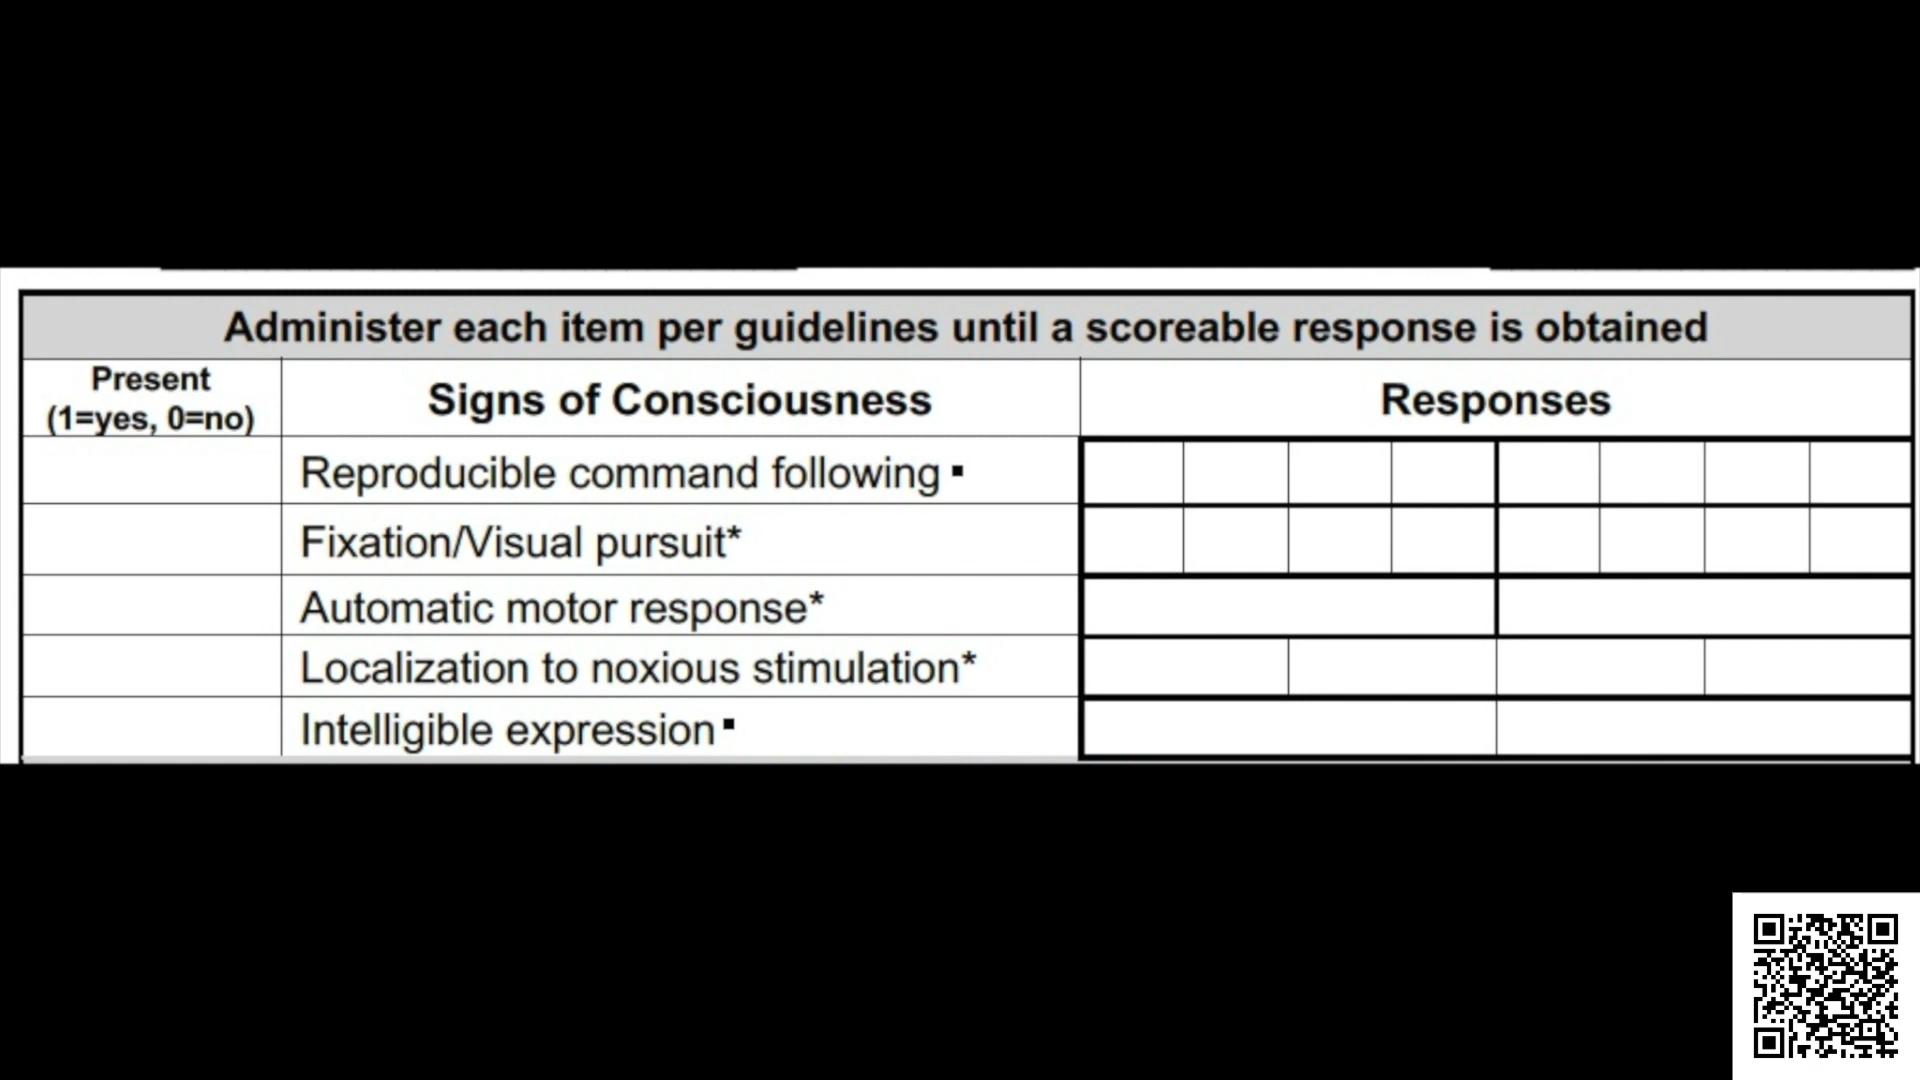 Administer each item per guidelines until a scoreable response is obtained
Present
(1=yes, 0=no)
Signs of Consciousness
Responses
Reproducible command following ▪
Fixation/Visual pursuit*
Automatic motor response*
Localization to noxious stimulation*
Intelligible expression ▪